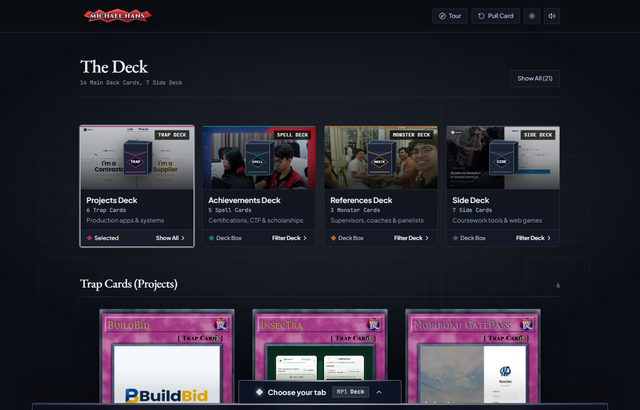 MICHAEL HANS
Tour
Pull Card
The Deck
14 Main Deck Cards, 7 Side Deck
Show All (21)
TRAP DECK
I'm a
Contracto
I'm a
Supplier
TRAP
Projects Deck
6 Trap Cards
Production apps & systems
Selected
Show All
SPELL DECK
SPELL
Achievements Deck
5 Spell Cards
Certifications, CTF & scholarships
Deck Box
Filter Deck
MONSTER DECK
References Deck
3 Monster Cards
Supervisors, coaches & panelists
Deck Box
Filter Deck
SIDE DECK
SIDE
Side Deck
7 Side Cards
Coursework tools & web games
Deck Box
Filter Deck
Trap Cards (Projects)
6
BuildBid
[ Trap Card
BuildBid
InsecTra
[ Trap Card
Moriroku GatePass
[ Trap Card
Choose your tab
MP1 Deck